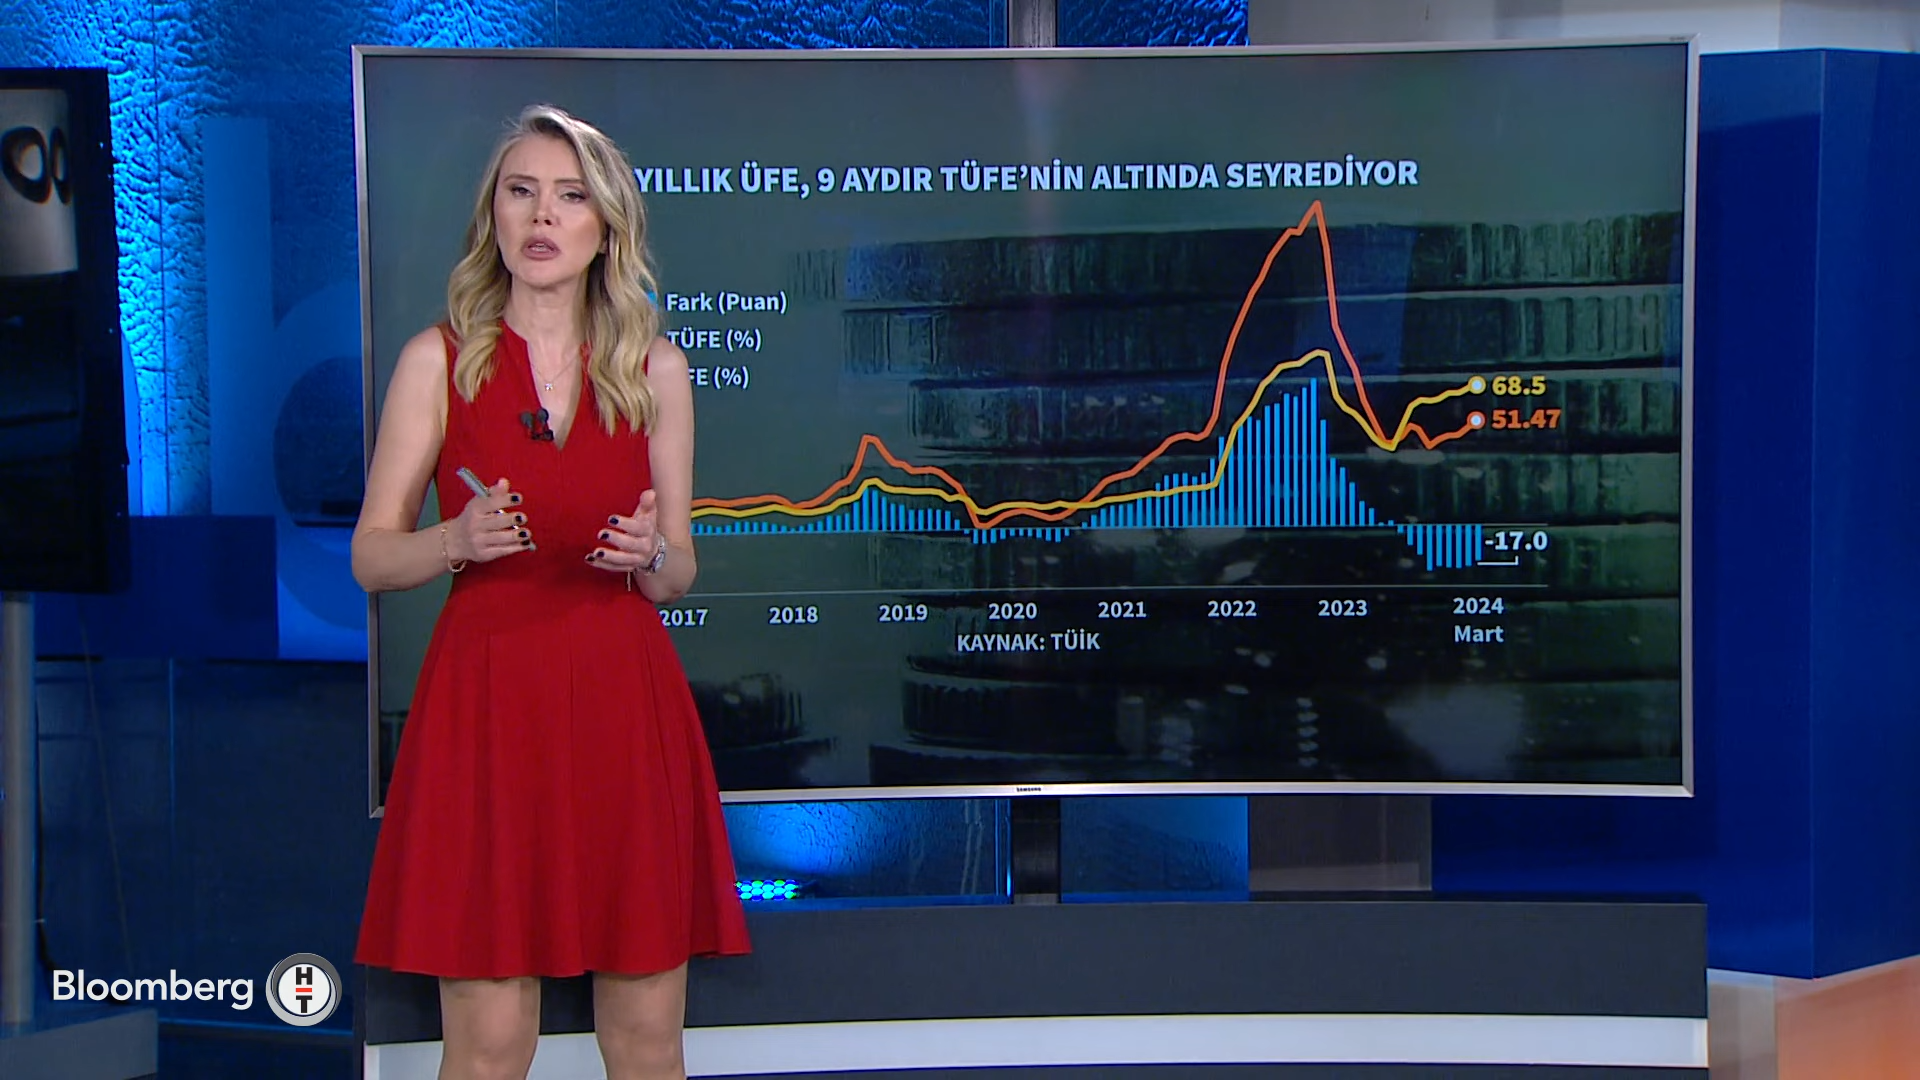 YILLIK ÜFE, 9 AYDIR TÜFE'NİN ALTINDA SEYREDİYOR
Fark (Puan)
TÜFE (%)
FE (%)
68.5
51.47
-17.0
2017 2018 2019 2020 2021 2022 2023 2024
Mart
KAYNAK: TÜİK
SAMSUNG
Bloomberg HT